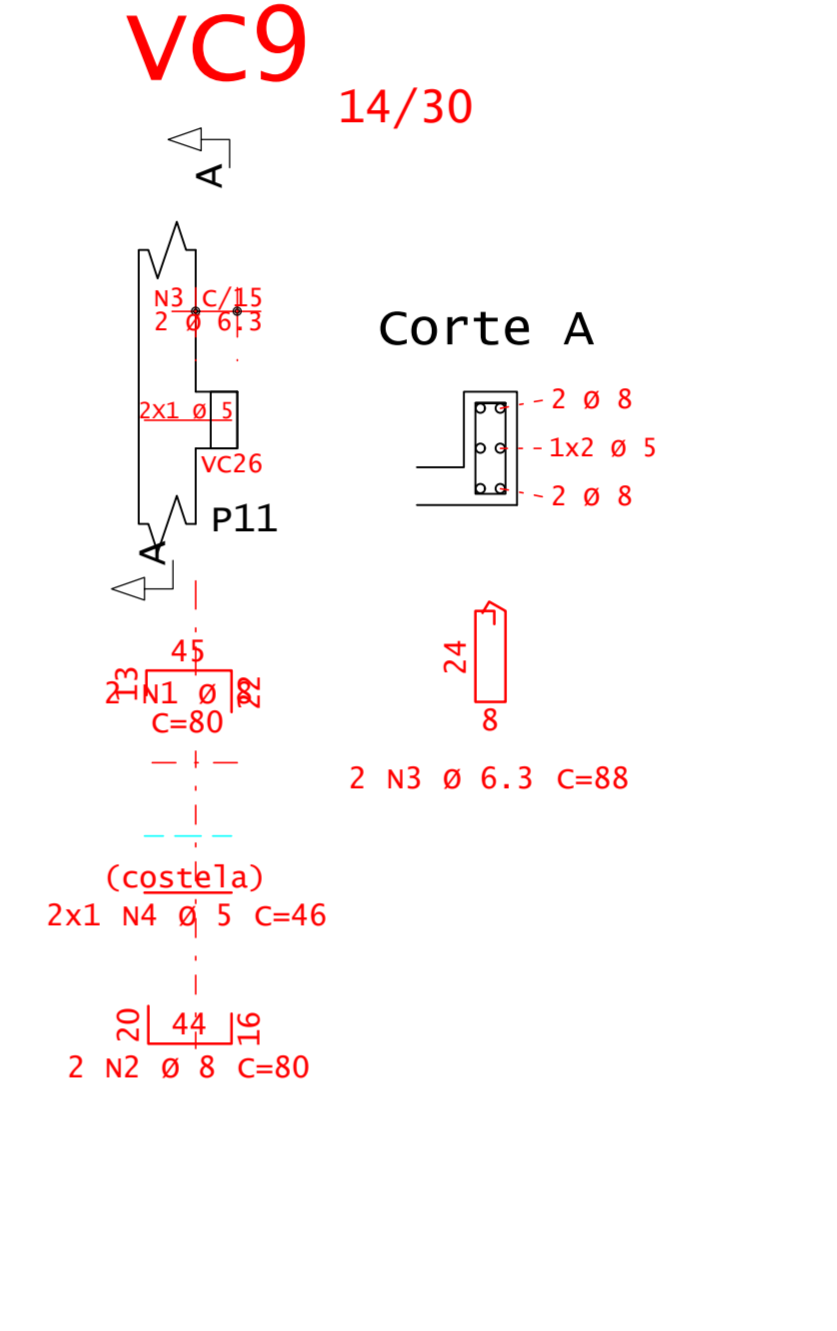 VC9
14/30
A
N3 C/15
2 Ø 6.3
Corte A
2X1 Ø 5
2 Ø 8
1x2 Ø 5
VC26
2 Ø 8
P11
A
45
13
22
2 N1 Ø 8
C=80
24
8
2 N3 Ø 6.3 C=88
(costela)
2x1 N4 Ø 5 C=46
20
44
16
2 N2 Ø 8 C=80